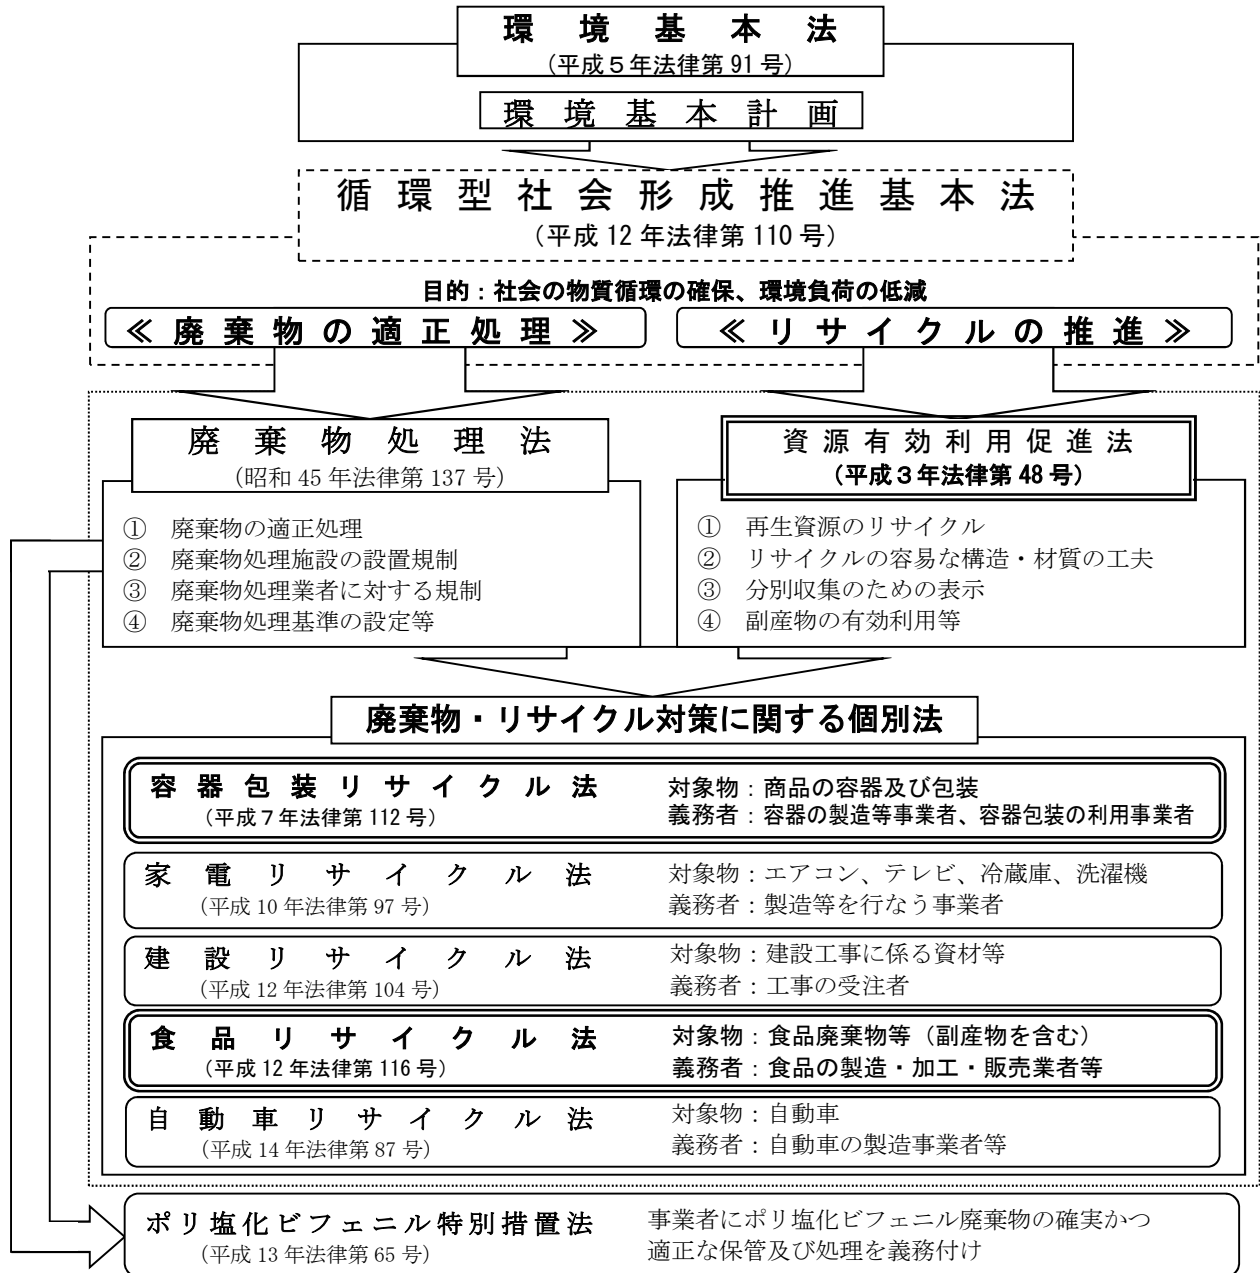 環境基本法
（平成５年法律第91号）
環境基本計画
循環型社会形成推進基本法
（平成12年法律第110号）
目的：社会の物質循環の確保、環境負荷の低減
≪廃棄物の適正処理≫
≪リサイクルの推進≫
廃棄物処理法
（昭和45年法律第137号）
① 廃棄物の適正処理
② 廃棄物処理施設の設置規制
③ 廃棄物処理業者に対する規制
④ 廃棄物処理基準の設定等
資源有効利用促進法
（平成３年法律第48号）
① 再生資源のリサイクル
② リサイクルの容易な構造・材質の工夫
③ 分別収集のための表示
④ 副産物の有効利用等
廃棄物・リサイクル対策に関する個別法
容器包装リサイクル法
（平成７年法律第112号）
対象物：商品の容器及び包装
義務者：容器の製造等事業者、容器包装の利用事業者
家電リサイクル法
（平成10年法律第97号）
対象物：エアコン、テレビ、冷蔵庫、洗濯機
義務者：製造等を行なう事業者
建設リサイクル法
（平成12年法律第104号）
対象物：建設工事に係る資材等
義務者：工事の受注者
食品リサイクル法
（平成12年法律第116号）
対象物：食品廃棄物等（副産物を含む）
義務者：食品の製造・加工・販売業者等
自動車リサイクル法
（平成14年法律第87号）
対象物：自動車
義務者：自動車の製造事業者等
ポリ塩化ビフェニル特別措置法
（平成13年法律第65号）
事業者にポリ塩化ビフェニル廃棄物の確実かつ
適正な保管及び処理を義務付け